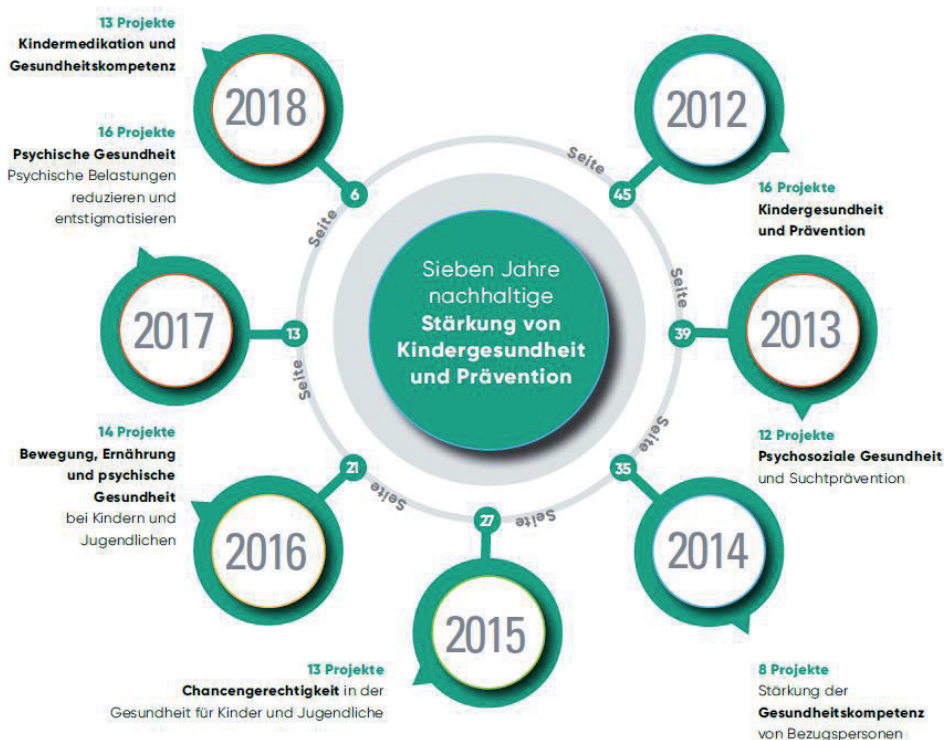 13 Projekte
Kindermedikation und
Gesundheitskompetenz
2018
6
Seite
16 Projekte
Psychische Gesundheit
Psychische Belastungen
reduzieren und
entstigmatisieren
2017
13
Seite
14 Projekte
Bewegung, Ernährung
und psychische
Gesundheit
bei Kindern und
Jugendlichen
2016
21
Seite
13 Projekte
Chancengerechtigkeit in der
Gesundheit für Kinder und Jugendliche
2015
27
Seite
8 Projekte
Stärkung der
Gesundheitskompetenz
von Bezugspersonen
2014
35
Seite
12 Projekte
Psychosoziale Gesundheit
und Suchtprävention
2013
39
Seite
16 Projekte
Kindergesundheit
und Prävention
2012
45
Seite
Sieben Jahre
nachhaltige
Stärkung von
Kindergesundheit
und Prävention